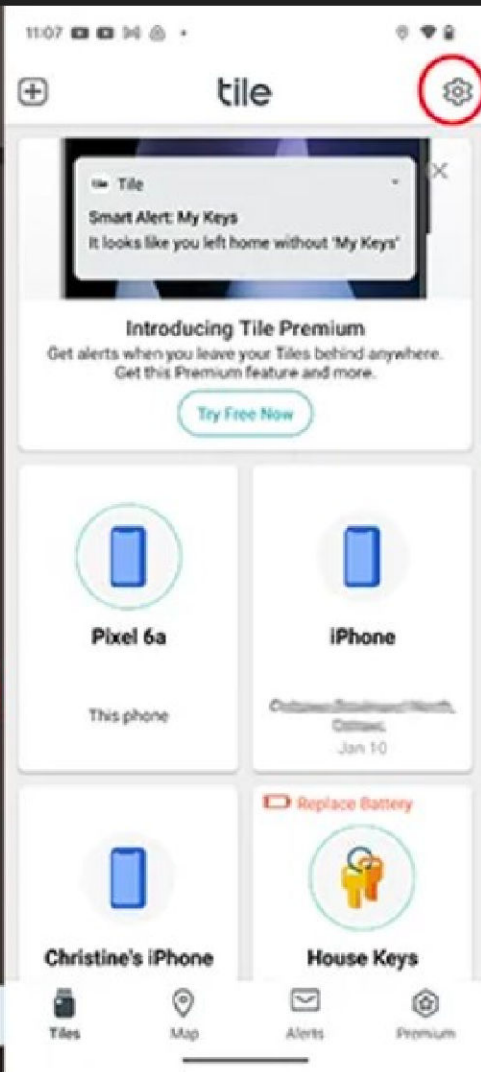 11:07
tile
Tile
Smart Alert: My Keys
It looks like you left home without 'My Keys'
Introducing Tile Premium
Get alerts when you leave your Tiles behind anywhere.
Get this Premium feature and more.
Try Free Now
Pixel 6a
iPhone
This phone
Jan 10
Replace Battery
Christine's iPhone
House Keys
Tiles
Map
Alerts
Premium